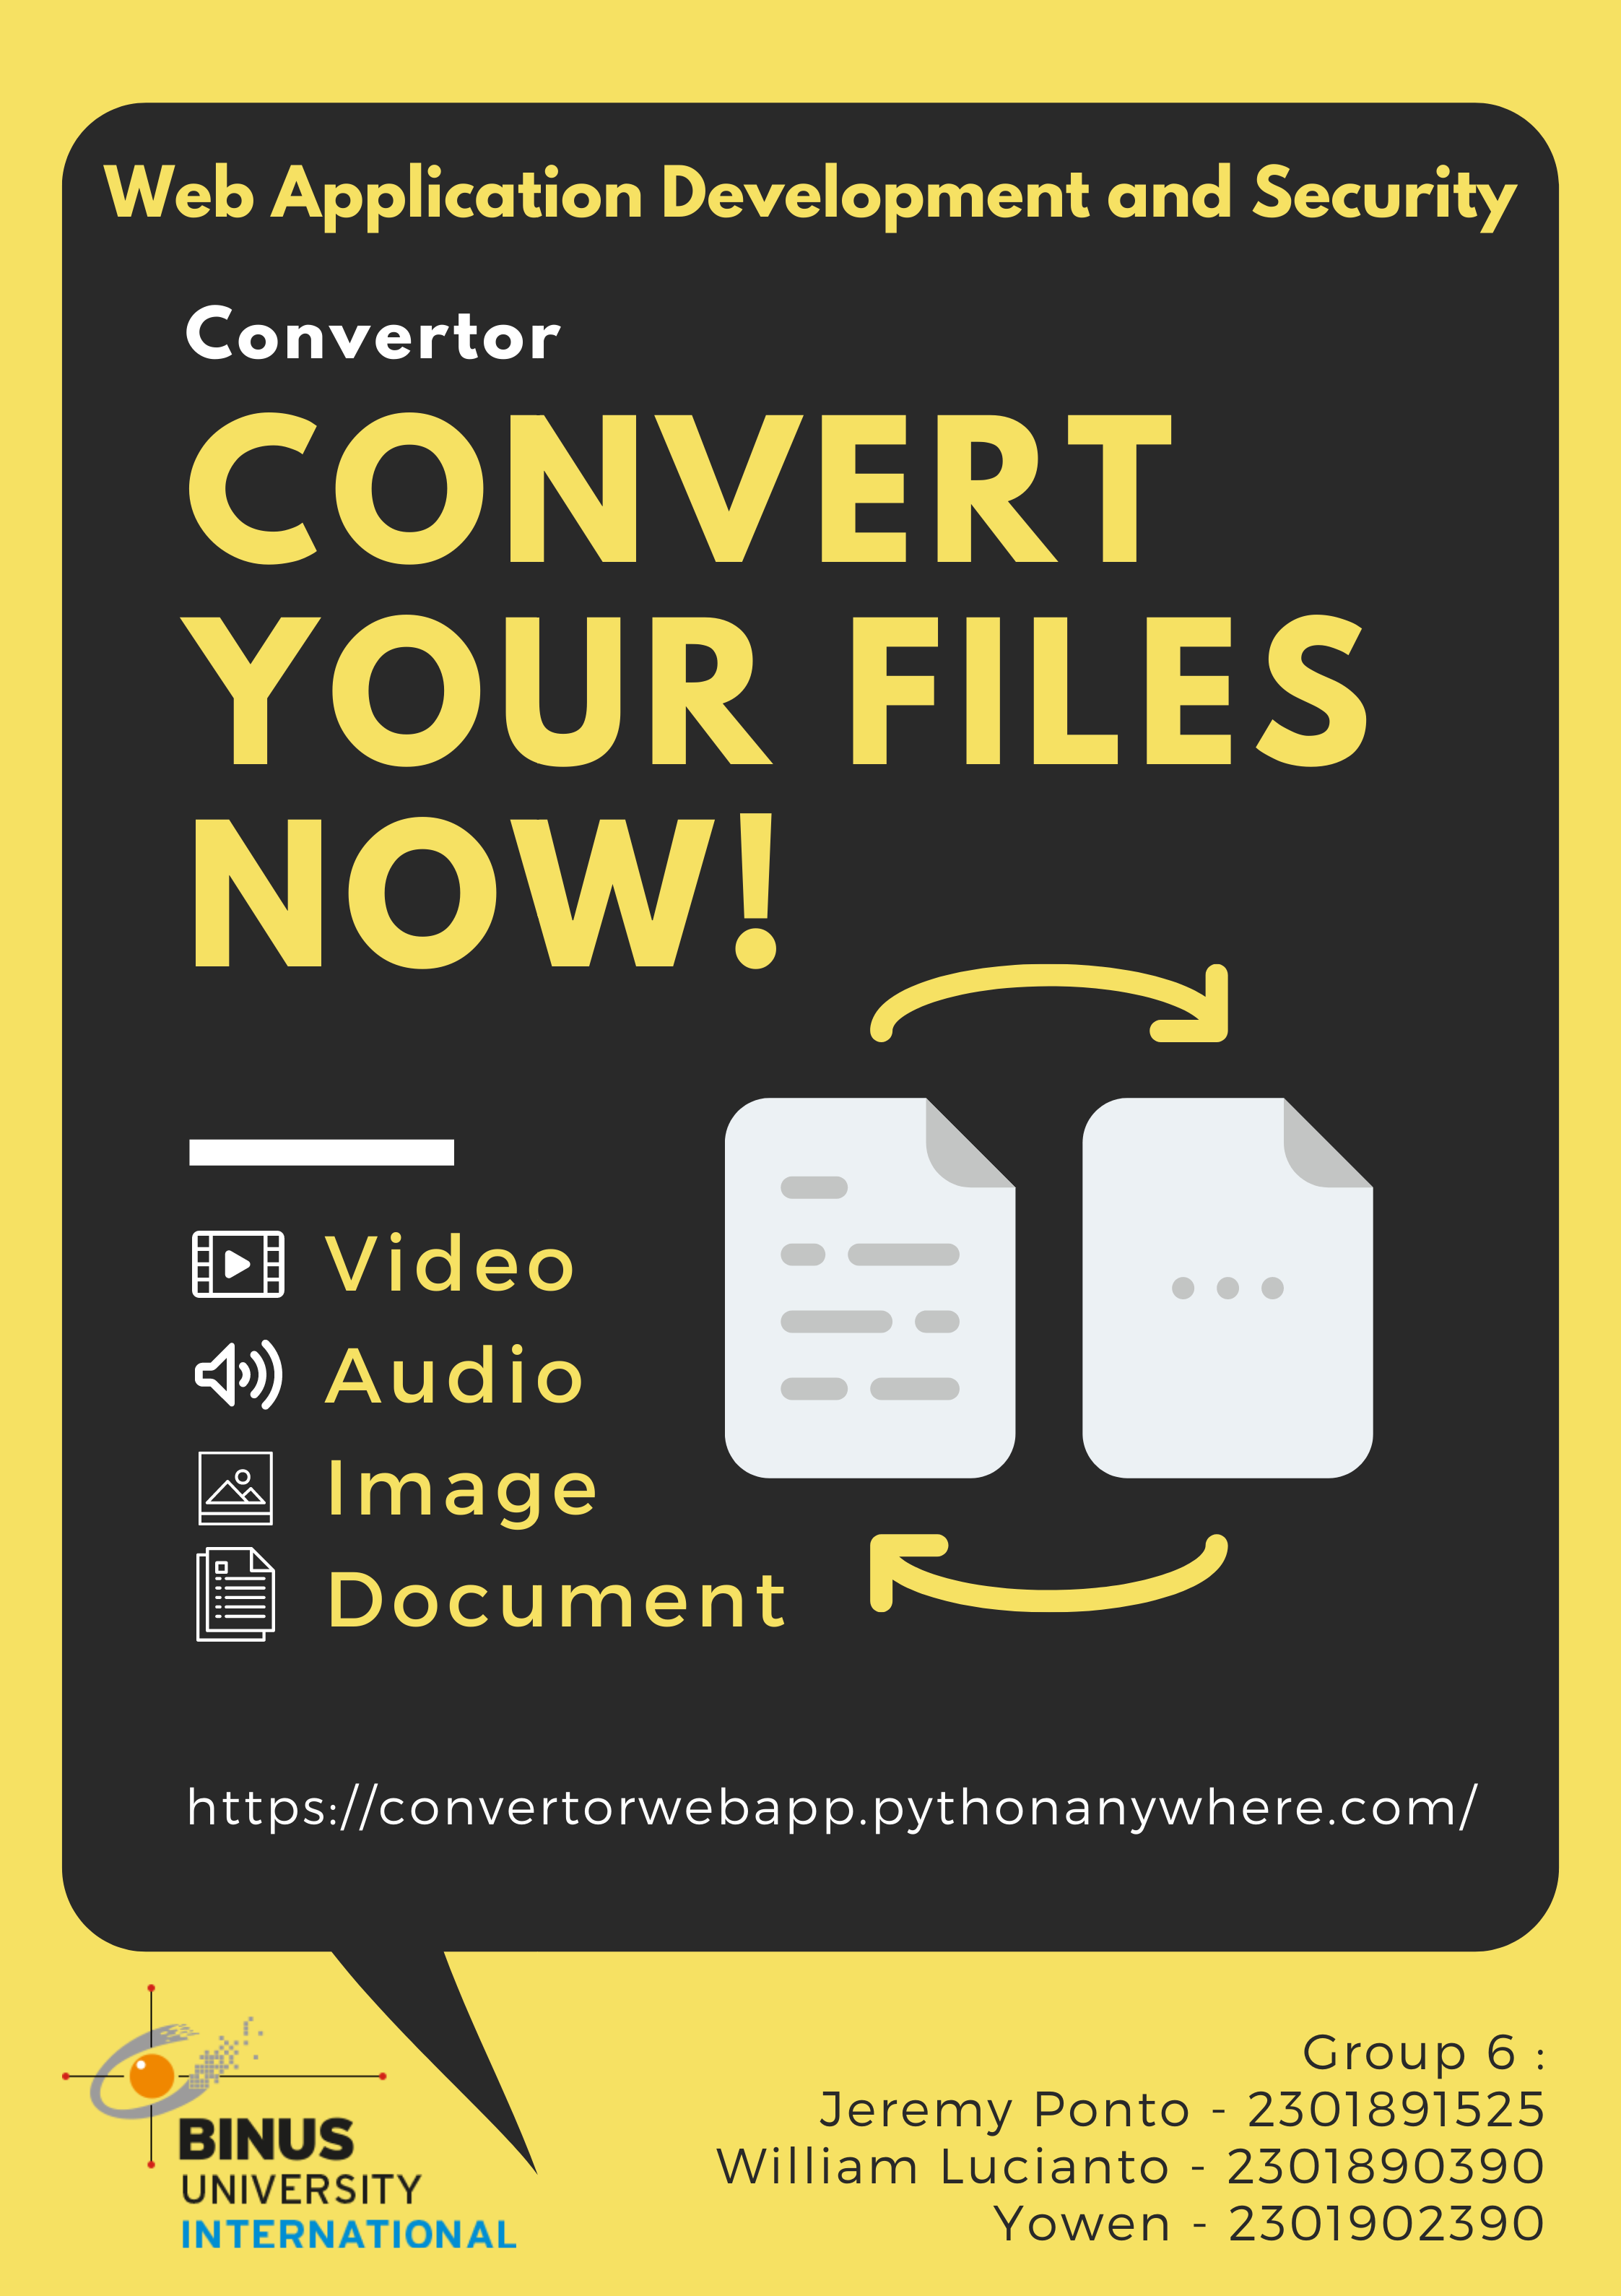 Web Application Development and Security
Convertor
CONVERT
YOUR FILES
NOW!
Video
Audio
Image
Document
https://convertorwebapp.pythonanywhere.com/
BINUS
UNIVERSITY
INTERNATIONAL
Group 6 :
Jeremy Ponto - 2301891525
William Lucianto - 2301890390
Yowen - 2301902390